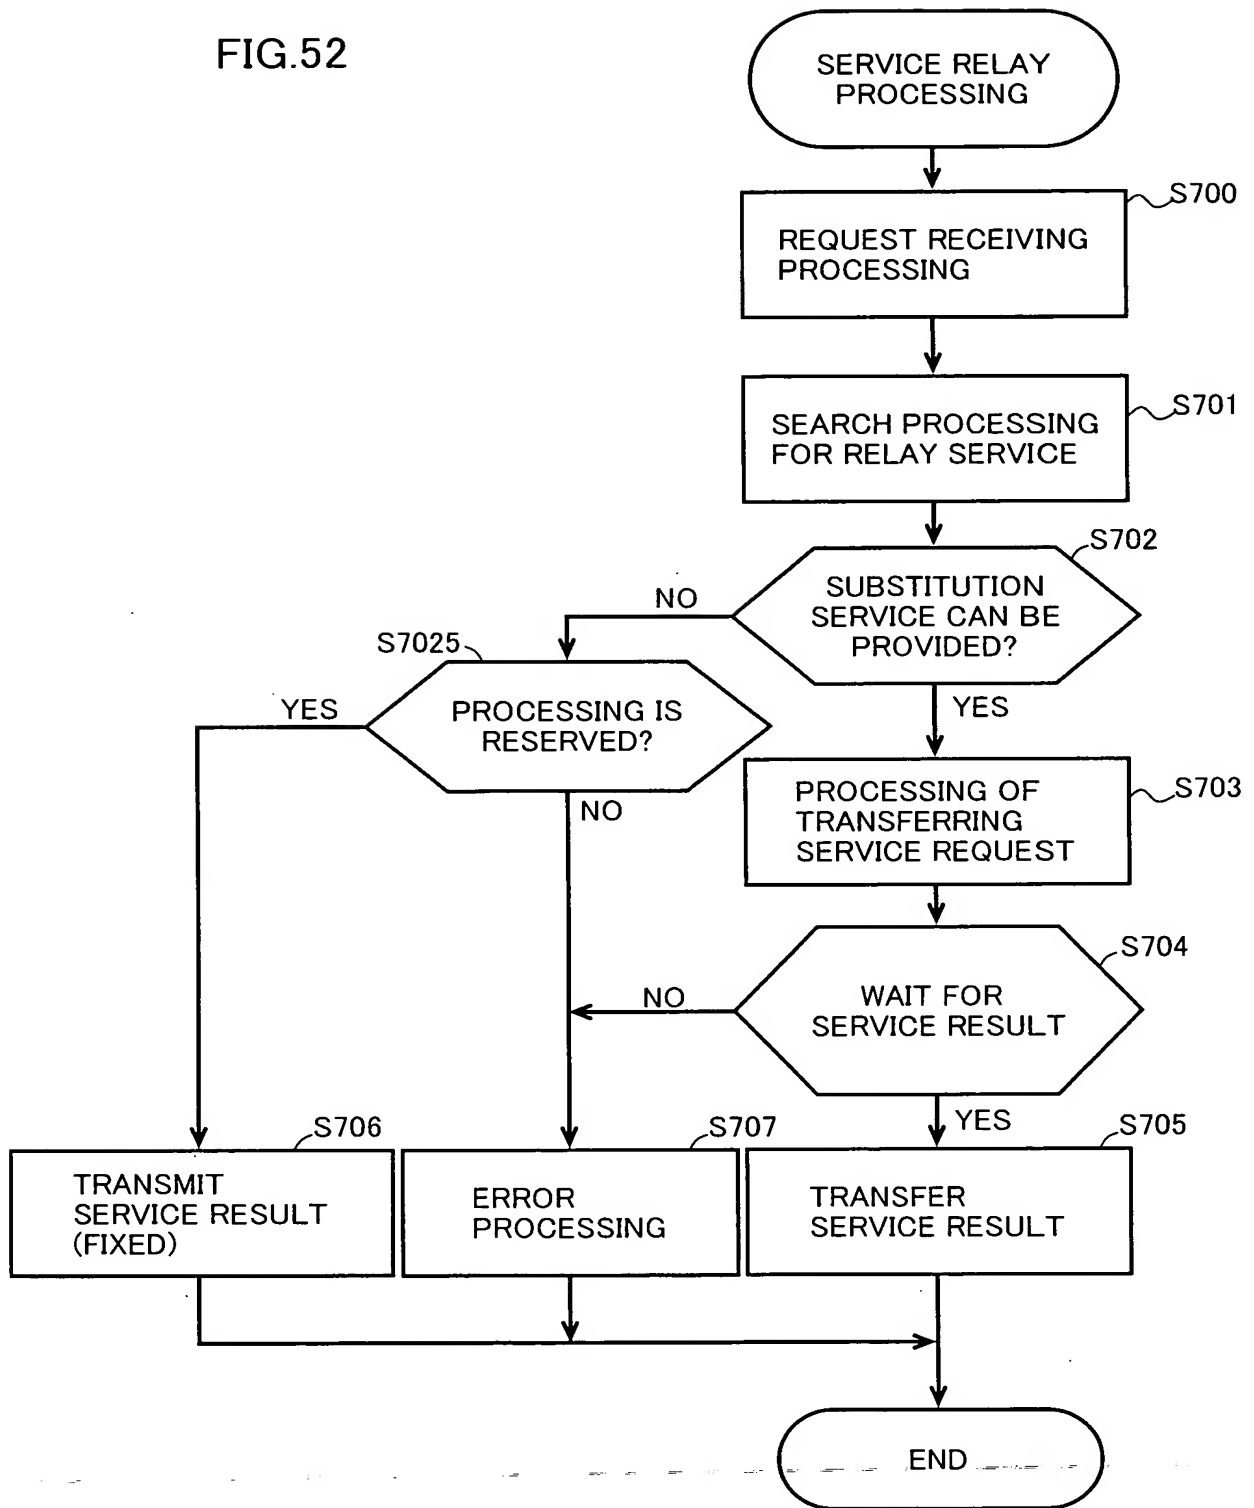 FIG.52
SERVICE RELAY
PROCESSING
S700
REQUEST RECEIVING
PROCESSING
S701
SEARCH PROCESSING
FOR RELAY SERVICE
S702
SUBSTITUTION
SERVICE CAN BE
PROVIDED?
NO
YES
S7025
PROCESSING IS
RESERVED?
YES
NO
S703
PROCESSING OF
TRANSFERRING
SERVICE REQUEST
S704
WAIT FOR
SERVICE RESULT
NO
YES
S706
TRANSMIT
SERVICE RESULT
(FIXED)
S707
ERROR
PROCESSING
S705
TRANSFER
SERVICE RESULT
END